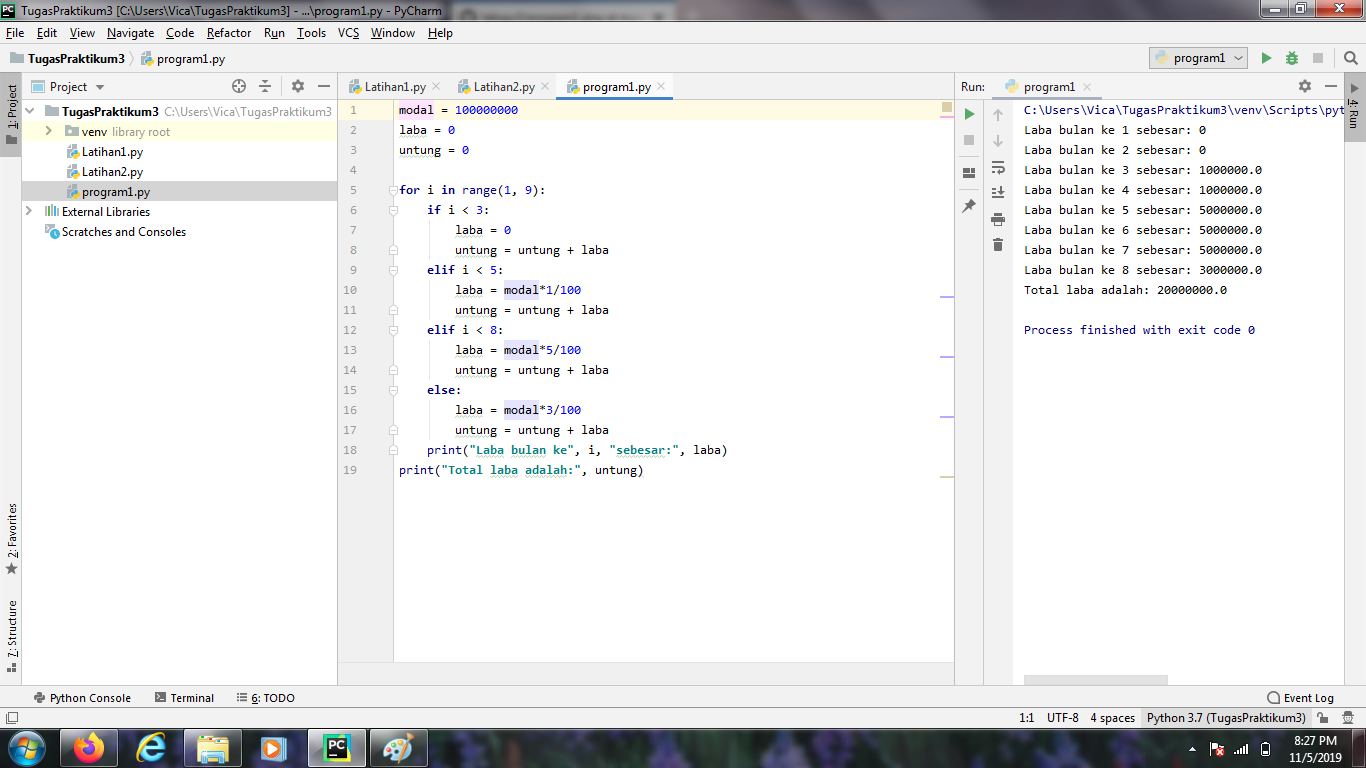 TugasPraktikum3 [C:\Users\Vica\TugasPraktikum3] - ...\program1.py - PyCharm
File Edit View Navigate Code Refactor Run Tools VCS Window Help
TugasPraktikum3 program1.py
program1
1: Project
Project
Latihan1.py Latihan2.py program1.py
Run: program1
4: Run
TugasPraktikum3 C:\Users\Vica\TugasPraktikum3
venv library root
Latihan1.py
Latihan2.py
program1.py
External Libraries
Scratches and Consoles
1 modal = 100000000
2 laba = 0
3 untung = 0
4
5 for i in range(1, 9):
6     if i < 3:
7         laba = 0
8         untung = untung + laba
9     elif i < 5:
10         laba = modal*1/100
11         untung = untung + laba
12     elif i < 8:
13         laba = modal*5/100
14         untung = untung + laba
15     else:
16         laba = modal*3/100
17         untung = untung + laba
18     print("Laba bulan ke", i, "sebesar:", laba)
19 print("Total laba adalah:", untung)
C:\Users\Vica\TugasPraktikum3\venv\Scripts\pyt
Laba bulan ke 1 sebesar: 0
Laba bulan ke 2 sebesar: 0
Laba bulan ke 3 sebesar: 1000000.0
Laba bulan ke 4 sebesar: 1000000.0
Laba bulan ke 5 sebesar: 5000000.0
Laba bulan ke 6 sebesar: 5000000.0
Laba bulan ke 7 sebesar: 5000000.0
Laba bulan ke 8 sebesar: 3000000.0
Total laba adalah: 20000000.0
Process finished with exit code 0
2: Favorites
7: Structure
Python Console Terminal 6: TODO Event Log
1:1 UTF-8 4 spaces Python 3.7 (TugasPraktikum3)
8:27 PM
11/5/2019